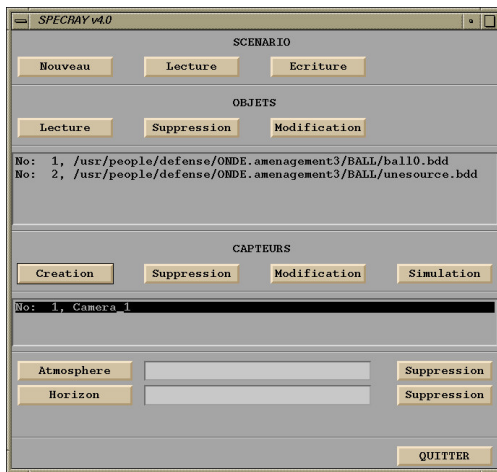 SPECRAY v4.0
SCENARIO
Nouveau Lecture Ecriture
OBJETS
Lecture Suppression Modification
No: 1, /usr/people/defense/ONDE.amenagement3/BALL/ball0.bdd
No: 2, /usr/people/defense/ONDE.amenagement3/BALL/unesource.bdd
CAPTEURS
Creation Suppression Modification Simulation
No: 1, Camera_1
Atmosphere Suppression
Horizon Suppression
QUITTER